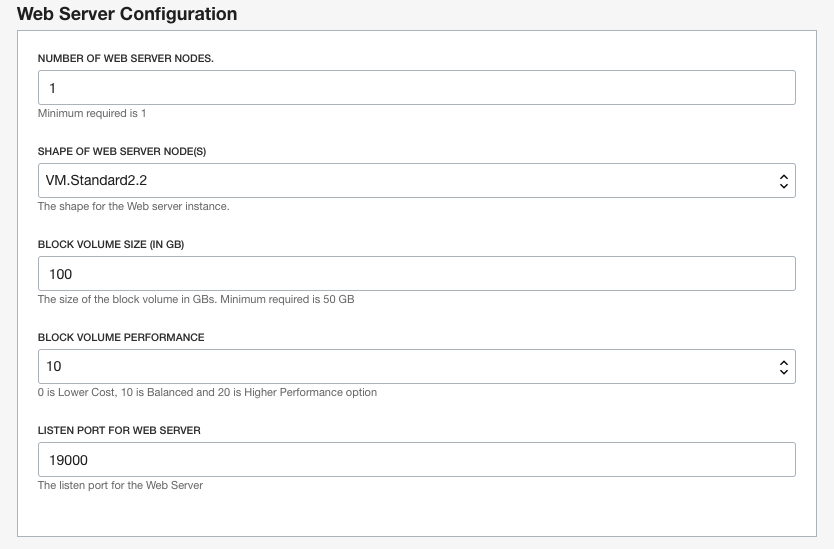 Web Server Configuration
NUMBER OF WEB SERVER NODES.
1
Minimum required is 1
SHAPE OF WEB SERVER NODE(S)
VM.Standard2.2
The shape for the Web server instance.
BLOCK VOLUME SIZE (IN GB)
100
The size of the block volume in GBs. Minimum required is 50 GB
BLOCK VOLUME PERFORMANCE
10
0 is Lower Cost, 10 is Balanced and 20 is Higher Performance option
LISTEN PORT FOR WEB SERVER
19000
The listen port for the Web Server